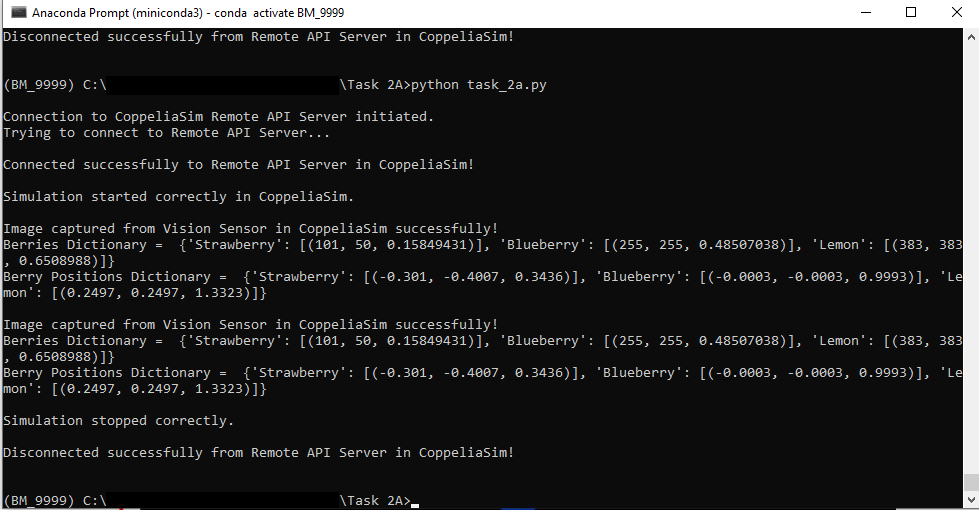 Anaconda Prompt (miniconda3) - conda  activate BM_9999
Disconnected successfully from Remote API Server in CoppeliaSim!
(BM_9999) C:\ \Task 2A>python task_2a.py
Connection to CoppeliaSim Remote API Server initiated.
Trying to connect to Remote API Server...
Connected successfully to Remote API Server in CoppeliaSim!
Simulation started correctly in CoppeliaSim.
Image captured from Vision Sensor in CoppeliaSim successfully!
Berries Dictionary =  {'Strawberry': [(101, 50, 0.15849431)], 'Blueberry': [(255, 255, 0.48507038)], 'Lemon': [(383, 383
, 0.6508988)]}
Berry Positions Dictionary =  {'Strawberry': [(-0.301, -0.4007, 0.3436)], 'Blueberry': [(-0.0003, -0.0003, 0.9993)], 'Le
mon': [(0.2497, 0.2497, 1.3323)]}
Image captured from Vision Sensor in CoppeliaSim successfully!
Berries Dictionary =  {'Strawberry': [(101, 50, 0.15849431)], 'Blueberry': [(255, 255, 0.48507038)], 'Lemon': [(383, 383
, 0.6508988)]}
Berry Positions Dictionary =  {'Strawberry': [(-0.301, -0.4007, 0.3436)], 'Blueberry': [(-0.0003, -0.0003, 0.9993)], 'Le
mon': [(0.2497, 0.2497, 1.3323)]}
Simulation stopped correctly.
Disconnected successfully from Remote API Server in CoppeliaSim!
(BM_9999) C:\ \Task 2A>